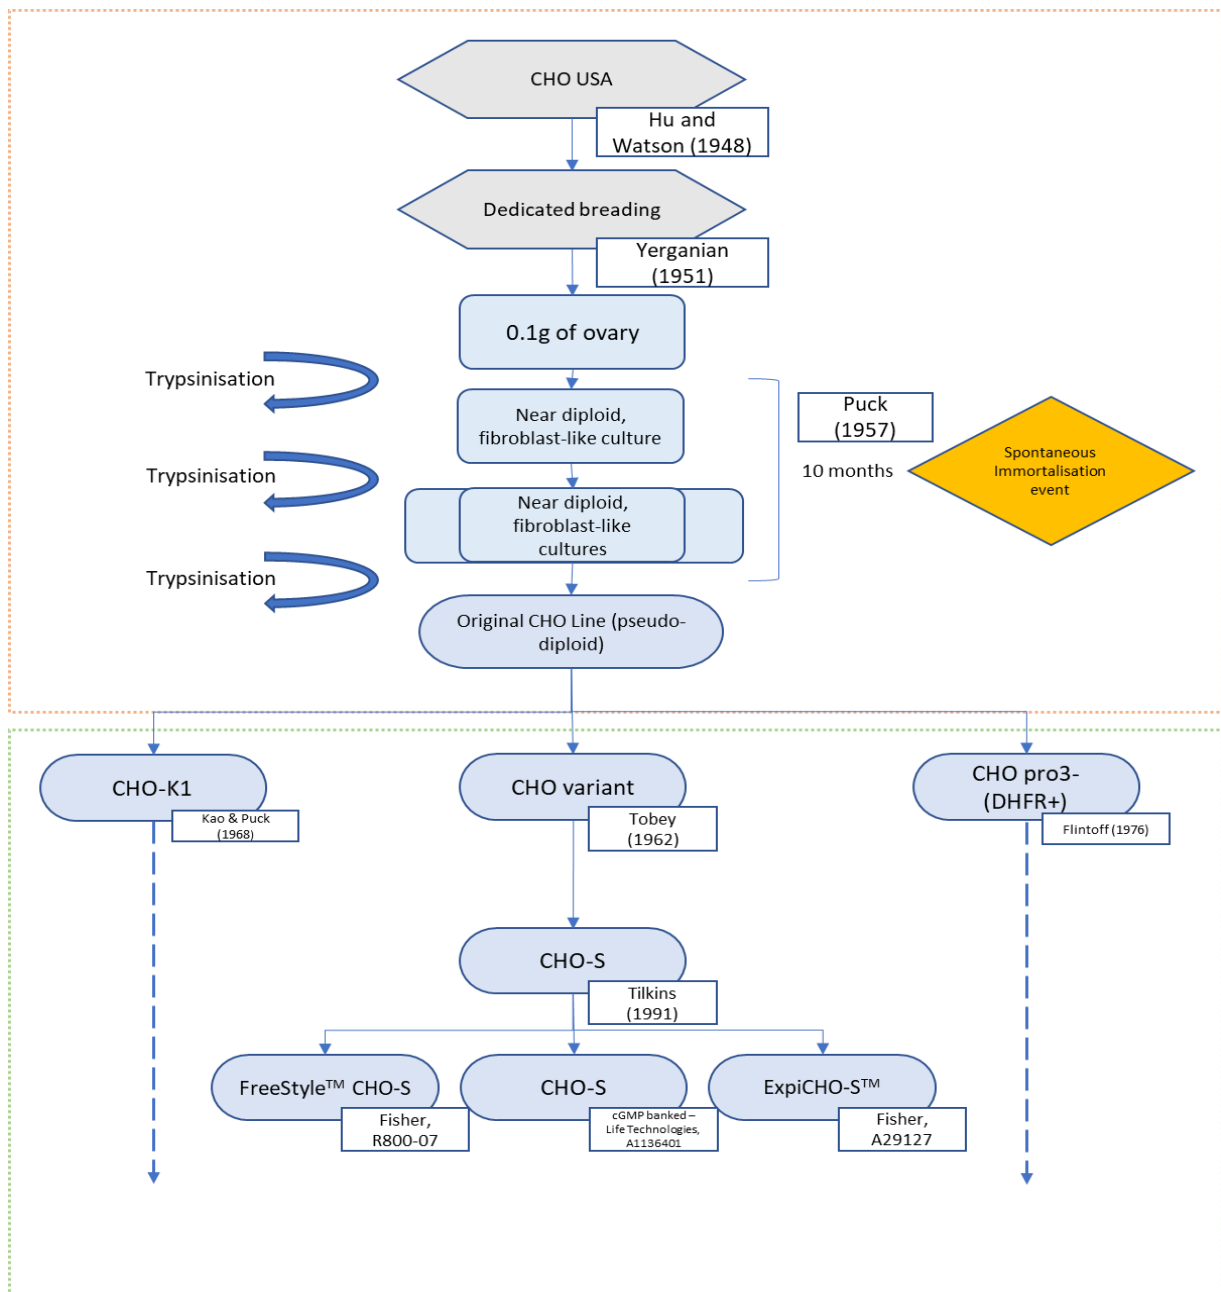 CHO USA
Hu and
Watson (1948)
Dedicated breading
Yerganian
(1951)
0.1g of ovary
Trypsinisation
Near diploid,
fibroblast-like culture
Puck
(1957)
10 months
Spontaneous
Immortalisation
event
Trypsinisation
Near diploid,
fibroblast-like
cultures
Trypsinisation
Original CHO Line (pseudo-
diploid)
CHO-K1
Kao & Puck
(1968)
CHO variant
Tobey
(1962)
CHO pro3-
(DHFR+)
Flintoff (1976)
CHO-S
Tilkins
(1991)
FreeStyle™ CHO-S
Fisher,
R800-07
CHO-S
cGMP banked –
Life Technologies,
A1136401
ExpiCHO-S™
Fisher,
A29127